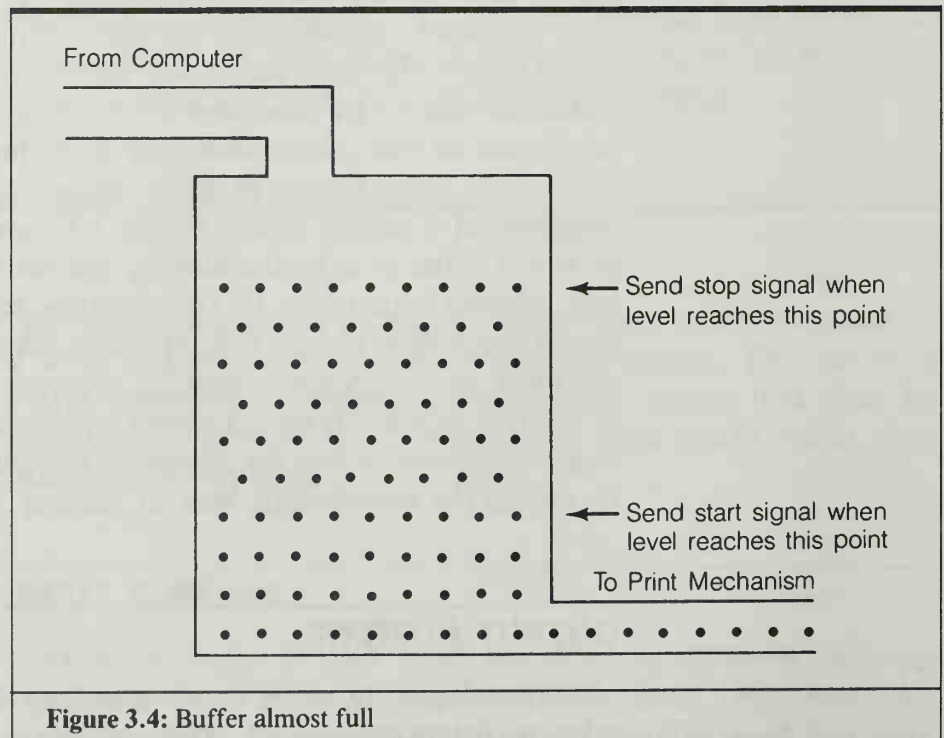 From Computer
Send stop signal when
level reaches this point
Send start signal when
level reaches this point
To Print Mechanism
Figure 3.4: Buffer almost full